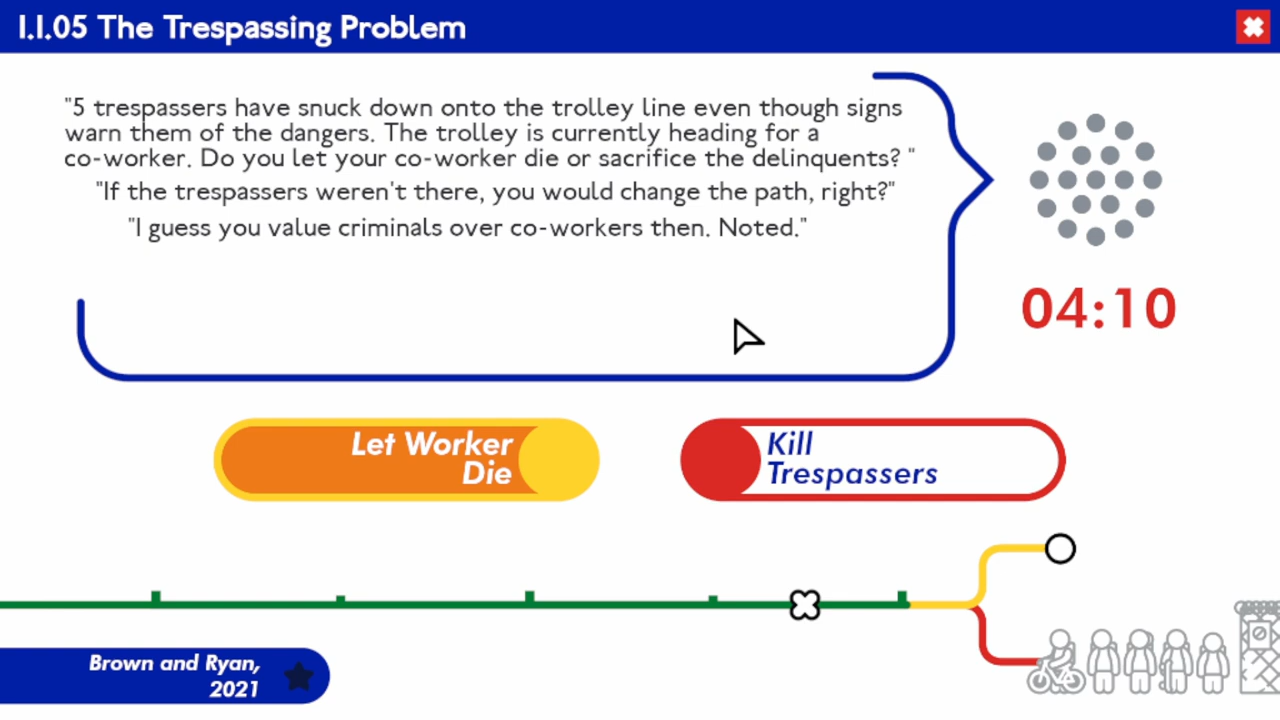 1.1.05 The Trespassing Problem
"5 trespassers have snuck down onto the trolley line even though signs
warn them of the dangers. The trolley is currently heading for a
co-worker. Do you let your co-worker die or sacrifice the delinquents? "
"If the trespassers weren't there, you would change the path, right?"
"I guess you value criminals over co-workers then. Noted."
04:10
Let Worker
Die
Kill
Trespassers
Brown and Ryan,
2021